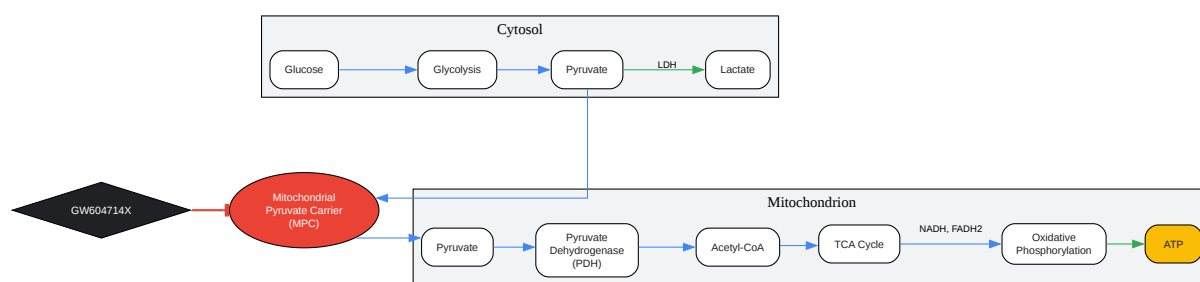 Cytosol
Glucose
Glycolysis
Pyruvate
LDH
Lactate
GW604714X
Mitochondrial
Pyruvate Carrier
(MPC)
Mitochondrion
Pyruvate
Pyruvate
Dehydrogenase
(PDH)
Acetyl-CoA
TCA Cycle
NADH, FADH2
Oxidative
Phosphorylation
ATP